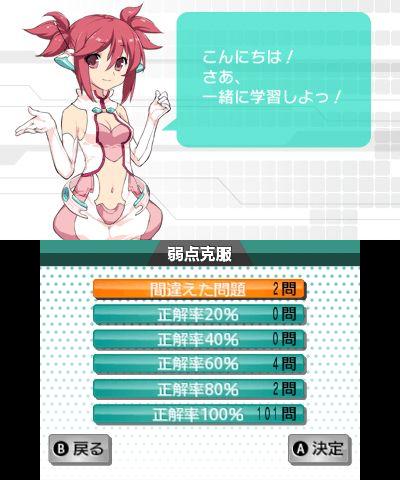 こんにちは！
さあ、
一緒に学習しよっ！
弱点克服
間違えた問題 2問
正解率20% 0問
正解率40% 0問
正解率60% 4問
正解率80% 2問
正解率100% 101問
B 戻る
A 決定